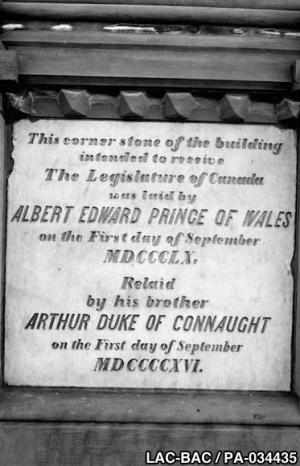 This corner stone of the building
intended to receive
The Legislature of Canada
was laid by
ALBERT EDWARD PRINCE OF WALES
on the First day of September
MDCCCLX.
Relaid
by his brother
ARTHUR DUKE OF CONNAUGHT
on the First day of September
MDCCCCXVI.
LAC-BAC / PA-034435